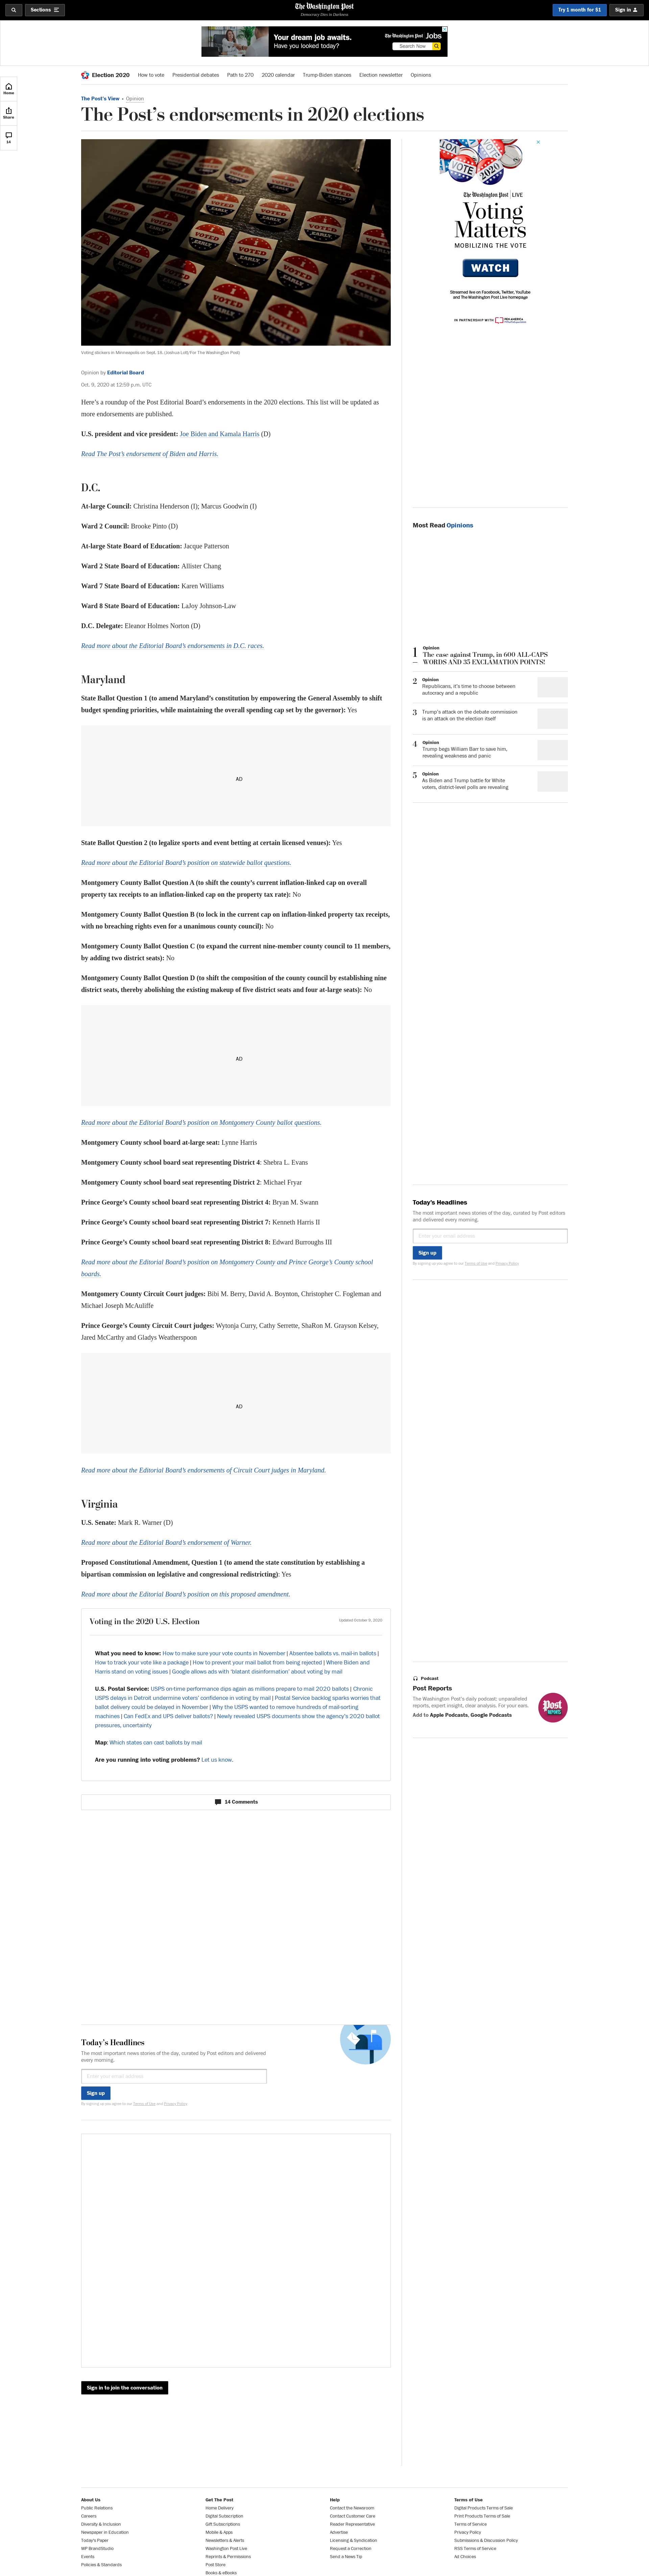 Sections
The Washington Post
Democracy Dies in Darkness
Try 1 month for $1
Sign in
Your dream job awaits.
Have you looked today?
The Washington Post Jobs
Search Now
Home
Share
14
Election 2020
How to vote
Presidential debates
Path to 270
2020 calendar
Trump-Biden stances
Election newsletter
Opinions
The Post's View • Opinion
The Post’s endorsements in 2020 elections
Voting stickers in Minneapolis on Sept. 19. (Joshua Lott/For The Washington Post)
Opinion by Editorial Board
Oct. 9, 2020 at 12:59 p.m. UTC
Here’s a roundup of the Post Editorial Board’s endorsements in the 2020 elections. This list will be updated as
more endorsements are published.
U.S. president and vice president: Joe Biden and Kamala Harris (D)
Read The Post’s endorsement of Biden and Harris.
D.C.
At-large Council: Christina Henderson (I); Marcus Goodwin (I)
Ward 2 Council: Brooke Pinto (D)
At-large State Board of Education: Jacque Patterson
Ward 2 State Board of Education: Allister Chang
Ward 7 State Board of Education: Karen Williams
Ward 8 State Board of Education: LaJoy Johnson-Law
D.C. Delegate: Eleanor Holmes Norton (D)
Read more about the Editorial Board’s endorsements in D.C. races.
Maryland
State Ballot Question 1 (to amend Maryland’s constitution by empowering the General Assembly to shift
budget spending priorities, while maintaining the overall spending cap set by the governor): Yes
AD
State Ballot Question 2 (to legalize sports and event betting at certain licensed venues): Yes
Read more about the Editorial Board’s position on statewide ballot questions.
Montgomery County Ballot Question A (to shift the county’s current inflation-linked cap on overall
property tax receipts to an inflation-linked cap on the property tax rate): No
Montgomery County Ballot Question B (to lock in the current cap on inflation-linked property tax receipts,
with no breaching rights even for a unanimous county council): No
Montgomery County Ballot Question C (to expand the current nine-member county council to 11 members,
by adding two district seats): No
Montgomery County Ballot Question D (to shift the composition of the county council by establishing nine
district seats, thereby abolishing the existing makeup of five district seats and four at-large seats): No
AD
Read more about the Editorial Board’s position on Montgomery County ballot questions.
Montgomery County school board at-large seat: Lynne Harris
Montgomery County school board seat representing District 4: Shebra L. Evans
Montgomery County school board seat representing District 2: Michael Fryar
Prince George’s County school board seat representing District 4: Bryan M. Swann
Prince George’s County school board seat representing District 7: Kenneth Harris II
Prince George’s County school board seat representing District 8: Edward Burroughs III
Read more about the Editorial Board’s position on Montgomery County and Prince George’s County school
boards.
Montgomery County Circuit Court judges: Bibi M. Berry, David A. Boynton, Christopher C. Fogleman and
Michael Joseph McAuliffe
Prince George’s County Circuit Court judges: Wytonja Curry, Cathy Serrette, ShaRon M. Grayson Kelsey,
Jared McCarthy and Gladys Weatherspoon
AD
Read more about the Editorial Board’s endorsements of Circuit Court judges in Maryland.
Virginia
U.S. Senate: Mark R. Warner (D)
Read more about the Editorial Board’s endorsement of Warner.
Proposed Constitutional Amendment, Question 1 (to amend the state constitution by establishing a
bipartisan commission on legislative and congressional redistricting): Yes
Read more about the Editorial Board’s position on this proposed amendment.
Voting in the 2020 U.S. Election
Updated October 9, 2020
What you need to know: How to make sure your vote counts in November | Absentee ballots vs. mail-in ballots |
How to track your vote like a package | How to prevent your mail ballot from being rejected | Where Biden and
Harris stand on voting issues | Google allows ads with ‘blatant disinformation’ about voting by mail
U.S. Postal Service: USPS on-time performance dips again as millions prepare to mail 2020 ballots | Chronic
USPS delays in Detroit undermine voters’ confidence in voting by mail | Postal Service backlog sparks worries that
ballot delivery could be delayed in November | Why the USPS wanted to remove hundreds of mail-sorting
machines | Can FedEx and UPS deliver ballots? | Newly revealed USPS documents show the agency’s 2020 ballot
pressures, uncertainty
Map: Which states can cast ballots by mail
Are you running into voting problems? Let us know.
14 Comments
Today’s Headlines
The most important news stories of the day, curated by Post editors and delivered
every morning.
Enter your email address
Sign up
By signing up you agree to our Terms of Use and Privacy Policy
Sign in to join the conversation
The Washington Post LIVE
Voting
Matters
MOBILIZING THE VOTE
WATCH
Streamed live on Facebook, Twitter, YouTube
and The Washington Post Live homepage
IN PARTNERSHIP WITH PEN AMERICA
Most Read Opinions
1
Opinion
The case against Trump, in 600 ALL-CAPS
WORDS AND 35 EXCLAMATION POINTS!
2
Opinion
Republicans, it’s time to choose between
autocracy and a republic
3
Trump’s attack on the debate commission
is an attack on the election itself
4
Opinion
Trump begs William Barr to save him,
revealing weakness and panic
5
Opinion
As Biden and Trump battle for White
voters, district-level polls are revealing
Today’s Headlines
The most important news stories of the day, curated by Post editors
and delivered every morning.
Enter your email address
Sign up
By signing up you agree to our Terms of Use and Privacy Policy
Podcast
Post Reports
The Washington Post’s daily podcast: unparalleled
reports, expert insight, clear analysis. For your ears.
Add to Apple Podcasts, Google Podcasts
POST REPORTS
About Us
Public Relations
Careers
Diversity & Inclusion
Newspaper in Education
Today's Paper
WP BrandStudio
Events
Policies & Standards
Get The Post
Home Delivery
Digital Subscription
Gift Subscriptions
Mobile & Apps
Newsletters & Alerts
Washington Post Live
Reprints & Permissions
Post Store
Books & eBooks
Help
Contact the Newsroom
Contact Customer Care
Reader Representative
Advertise
Licensing & Syndication
Request a Correction
Send a News Tip
Terms of Use
Digital Products Terms of Sale
Print Products Terms of Sale
Terms of Service
Privacy Policy
Submissions & Discussion Policy
RSS Terms of Service
Ad Choices